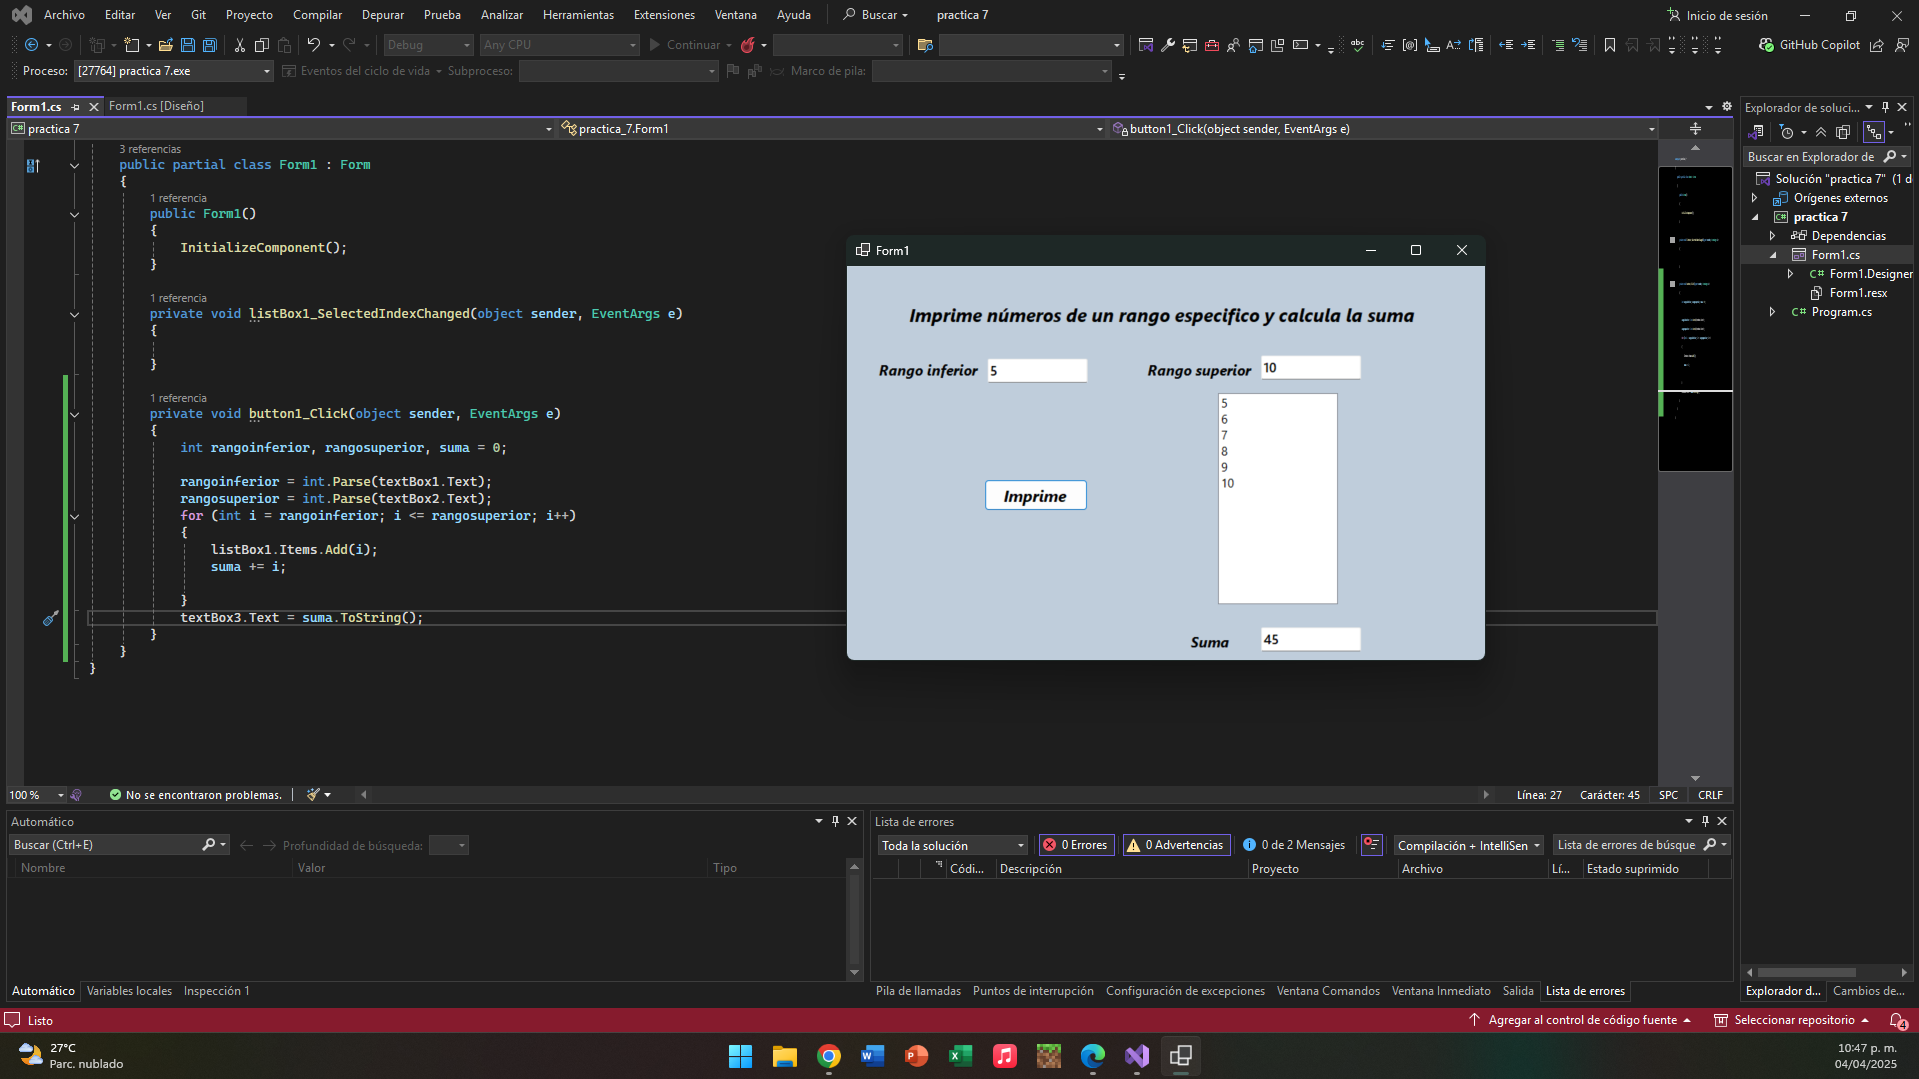 Archivo Editar Ver Git Proyecto Compilar Depurar Prueba Analizar Herramientas Extensiones Ventana Ayuda Buscar practica 7 Inicio de sesión
Debug Any CPU Continuar GitHub Copilot
Proceso: [27764] practica 7.exe Eventos del ciclo de vida Subproceso: Marco de pila:
Form1.cs Form1.cs [Diseño]
practica 7 practica_7.Form1 button1_Click(object sender, EventArgs e)
3 referencias
public partial class Form1 : Form
{
1 referencia
public Form1()
{
InitializeComponent();
}
1 referencia
private void listBox1_SelectedIndexChanged(object sender, EventArgs e)
{
}
1 referencia
private void button1_Click(object sender, EventArgs e)
{
int rangoinferior, rangosuperior, suma = 0;
rangoinferior = int.Parse(textBox1.Text);
rangosuperior = int.Parse(textBox2.Text);
for (int i = rangoinferior; i <= rangosuperior; i++)
{
listBox1.Items.Add(i);
suma += i;
}
textBox3.Text = suma.ToString();
}
}
}
Form1
Imprime números de un rango especifico y calcula la suma
Rango inferior 5 Rango superior 10
5
6
7
8
9
10
Imprime
Suma 45
Explorador de soluci...
Buscar en Explorador de
Solución "practica 7" (1 d
Orígenes externos
practica 7
Dependencias
Form1.cs
Form1.Designer
Form1.resx
Program.cs
100 % No se encontraron problemas. Línea: 27 Carácter: 45 SPC CRLF
Automático
Buscar (Ctrl+E) Profundidad de búsqueda:
Nombre Valor Tipo
Automático Variables locales Inspección 1
Lista de errores
Toda la solución 0 Errores 0 Advertencias 0 de 2 Mensajes Compilación + IntelliSen Lista de errores de búsque
Códi... Descripción Proyecto Archivo Lí... Estado suprimido
Pila de llamadas Puntos de interrupción Configuración de excepciones Ventana Comandos Ventana Inmediato Salida Lista de errores
Explorador d... Cambios de...
Listo Agregar al control de código fuente Seleccionar repositorio 4
27°C
Parc. nublado
10:47 p. m.
04/04/2025